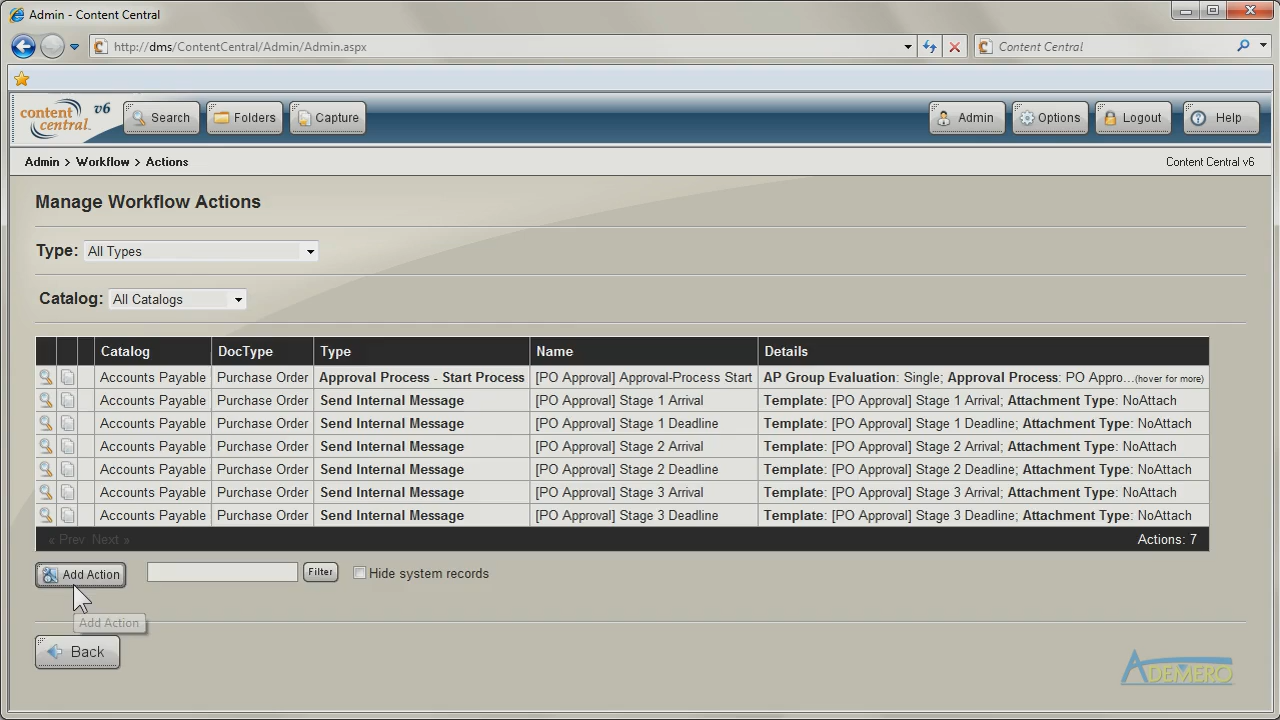 Admin - Content Central
http://dms/ContentCentral/Admin/Admin.aspx
Content Central
content central v6
Search
Folders
Capture
Admin
Options
Logout
Help
Admin > Workflow > Actions
Content Central v6
Manage Workflow Actions
Type: All Types
Catalog: All Catalogs
Catalog DocType Type Name Details
Accounts Payable Purchase Order Approval Process - Start Process [PO Approval] Approval-Process Start AP Group Evaluation: Single; Approval Process: PO Appro...(hover for more)
Accounts Payable Purchase Order Send Internal Message [PO Approval] Stage 1 Arrival Template: [PO Approval] Stage 1 Arrival; Attachment Type: NoAttach
Accounts Payable Purchase Order Send Internal Message [PO Approval] Stage 1 Deadline Template: [PO Approval] Stage 1 Deadline; Attachment Type: NoAttach
Accounts Payable Purchase Order Send Internal Message [PO Approval] Stage 2 Arrival Template: [PO Approval] Stage 2 Arrival; Attachment Type: NoAttach
Accounts Payable Purchase Order Send Internal Message [PO Approval] Stage 2 Deadline Template: [PO Approval] Stage 2 Deadline; Attachment Type: NoAttach
Accounts Payable Purchase Order Send Internal Message [PO Approval] Stage 3 Arrival Template: [PO Approval] Stage 3 Arrival; Attachment Type: NoAttach
Accounts Payable Purchase Order Send Internal Message [PO Approval] Stage 3 Deadline Template: [PO Approval] Stage 3 Deadline; Attachment Type: NoAttach
« Prev Next » Actions: 7
Add Action
Filter
Hide system records
Add Action
Back
ADEMERO